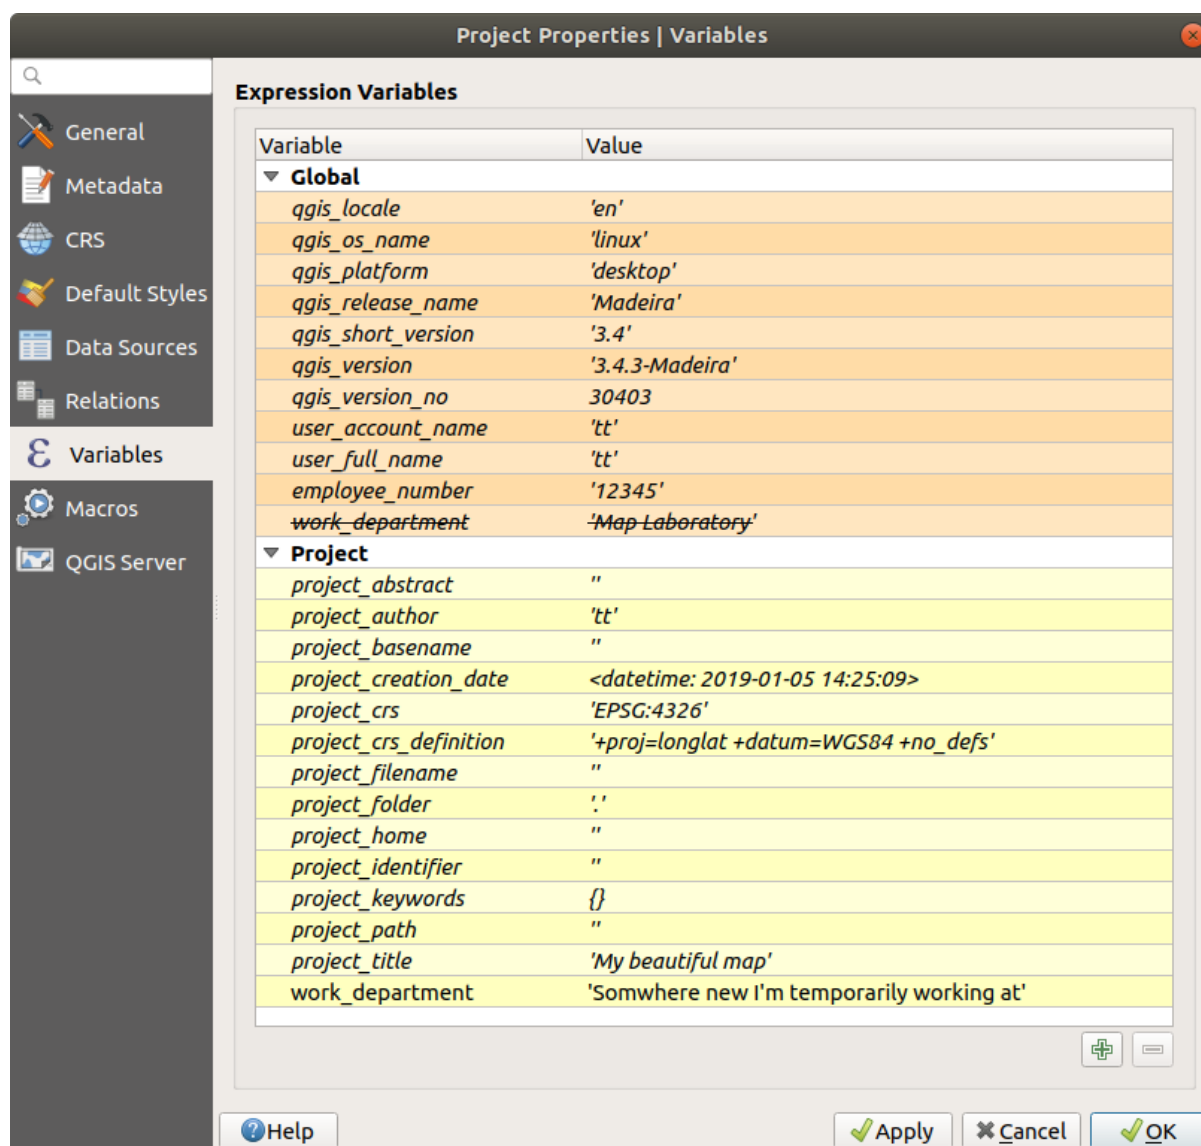 Project Properties | Variables
General
Metadata
CRS
Default Styles
Data Sources
Relations
Variables
Macros
QGIS Server
Expression Variables
Variable Value
Global
qgis_locale 'en'
qgis_os_name 'linux'
qgis_platform 'desktop'
qgis_release_name 'Madeira'
qgis_short_version '3.4'
qgis_version '3.4.3-Madeira'
qgis_version_no 30403
user_account_name 'tt'
user_full_name 'tt'
employee_number '12345'
work_department 'Map Laboratory'
Project
project_abstract ''
project_author 'tt'
project_basename ''
project_creation_date <datetime: 2019-01-05 14:25:09>
project_crs 'EPSG:4326'
project_crs_definition '+proj=longlat +datum=WGS84 +no_defs'
project_filename ''
project_folder '.'
project_home ''
project_identifier ''
project_keywords {}
project_path ''
project_title 'My beautiful map'
work_department 'Somwhere new I'm temporarily working at'
Help Apply Cancel OK